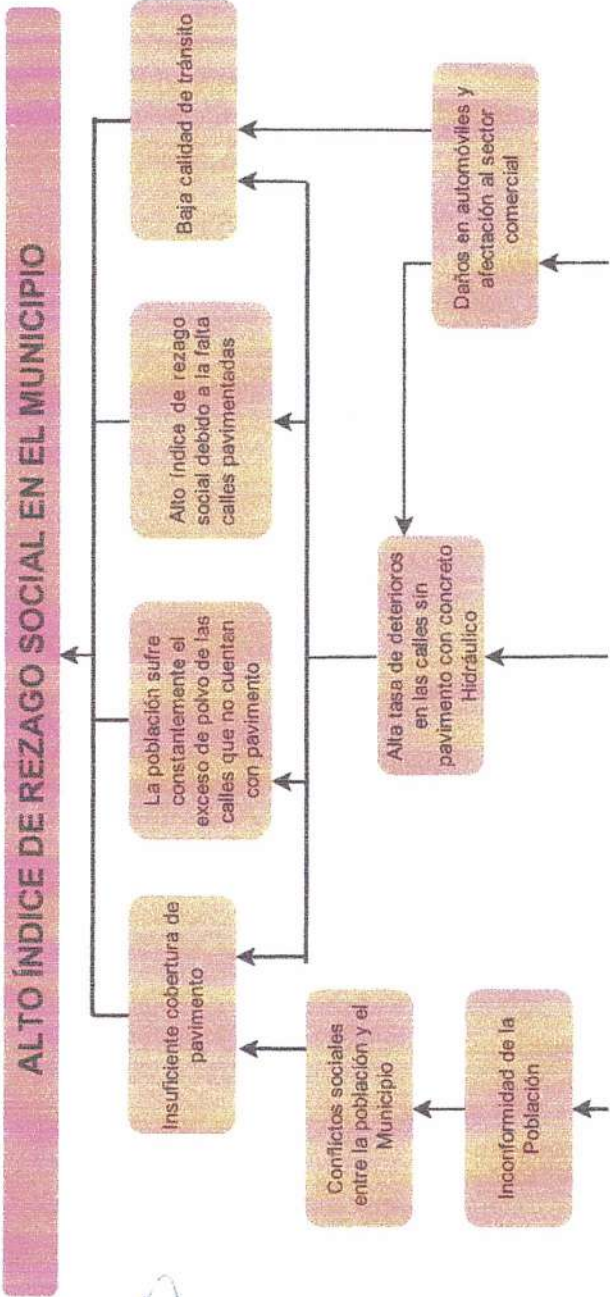 ALTO ÍNDICE DE REZAGO SOCIAL EN EL MUNICIPIO
Insuficiente cobertura de
pavimento
La población sufre
constantemente el
exceso de polvo de las
calles que no cuentan
con pavimento
Alto índice de rezago
social debido a la falta
calles pavimentadas
Baja calidad de tránsito
Conflictos sociales
entre la población y el
Municipio
Alta tasa de deterioros
en las calles sin
pavimento con concreto
Hidráulico
Daños en automóviles y
afectación al sector
comercial
Inconformidad de la
Población